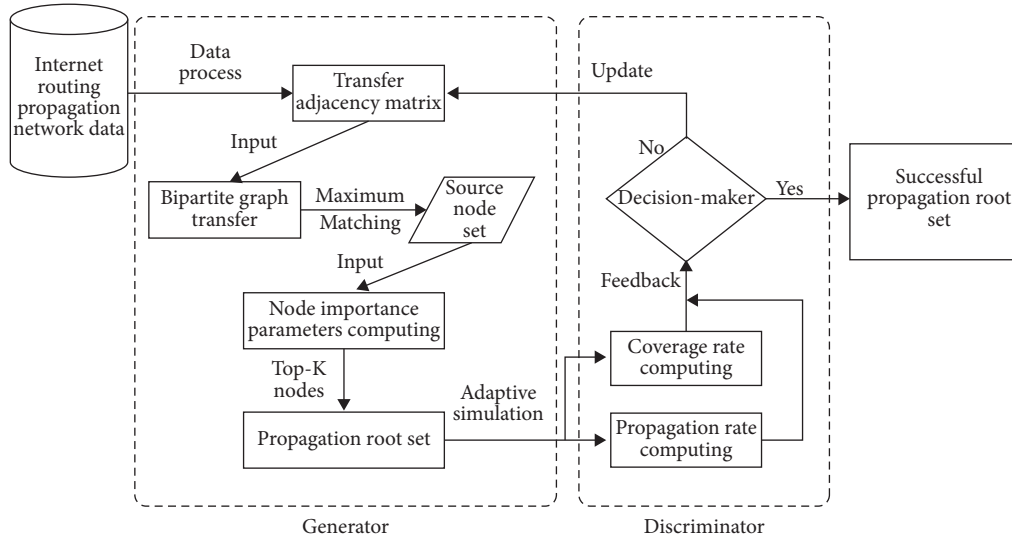 Internet
routing
propagation
network data
Data
process
Transfer
adjacency matrix
Update
Input
Bipartite graph
transfer
Maximum
Matching
Source
node
set
Input
Node importance
parameters computing
Top-K
nodes
Propagation root set
Adaptive
simulation
No
Decision-maker
Yes
Successful
propagation root
set
Feedback
Coverage rate
computing
Propagation rate
computing
Generator
Discriminator